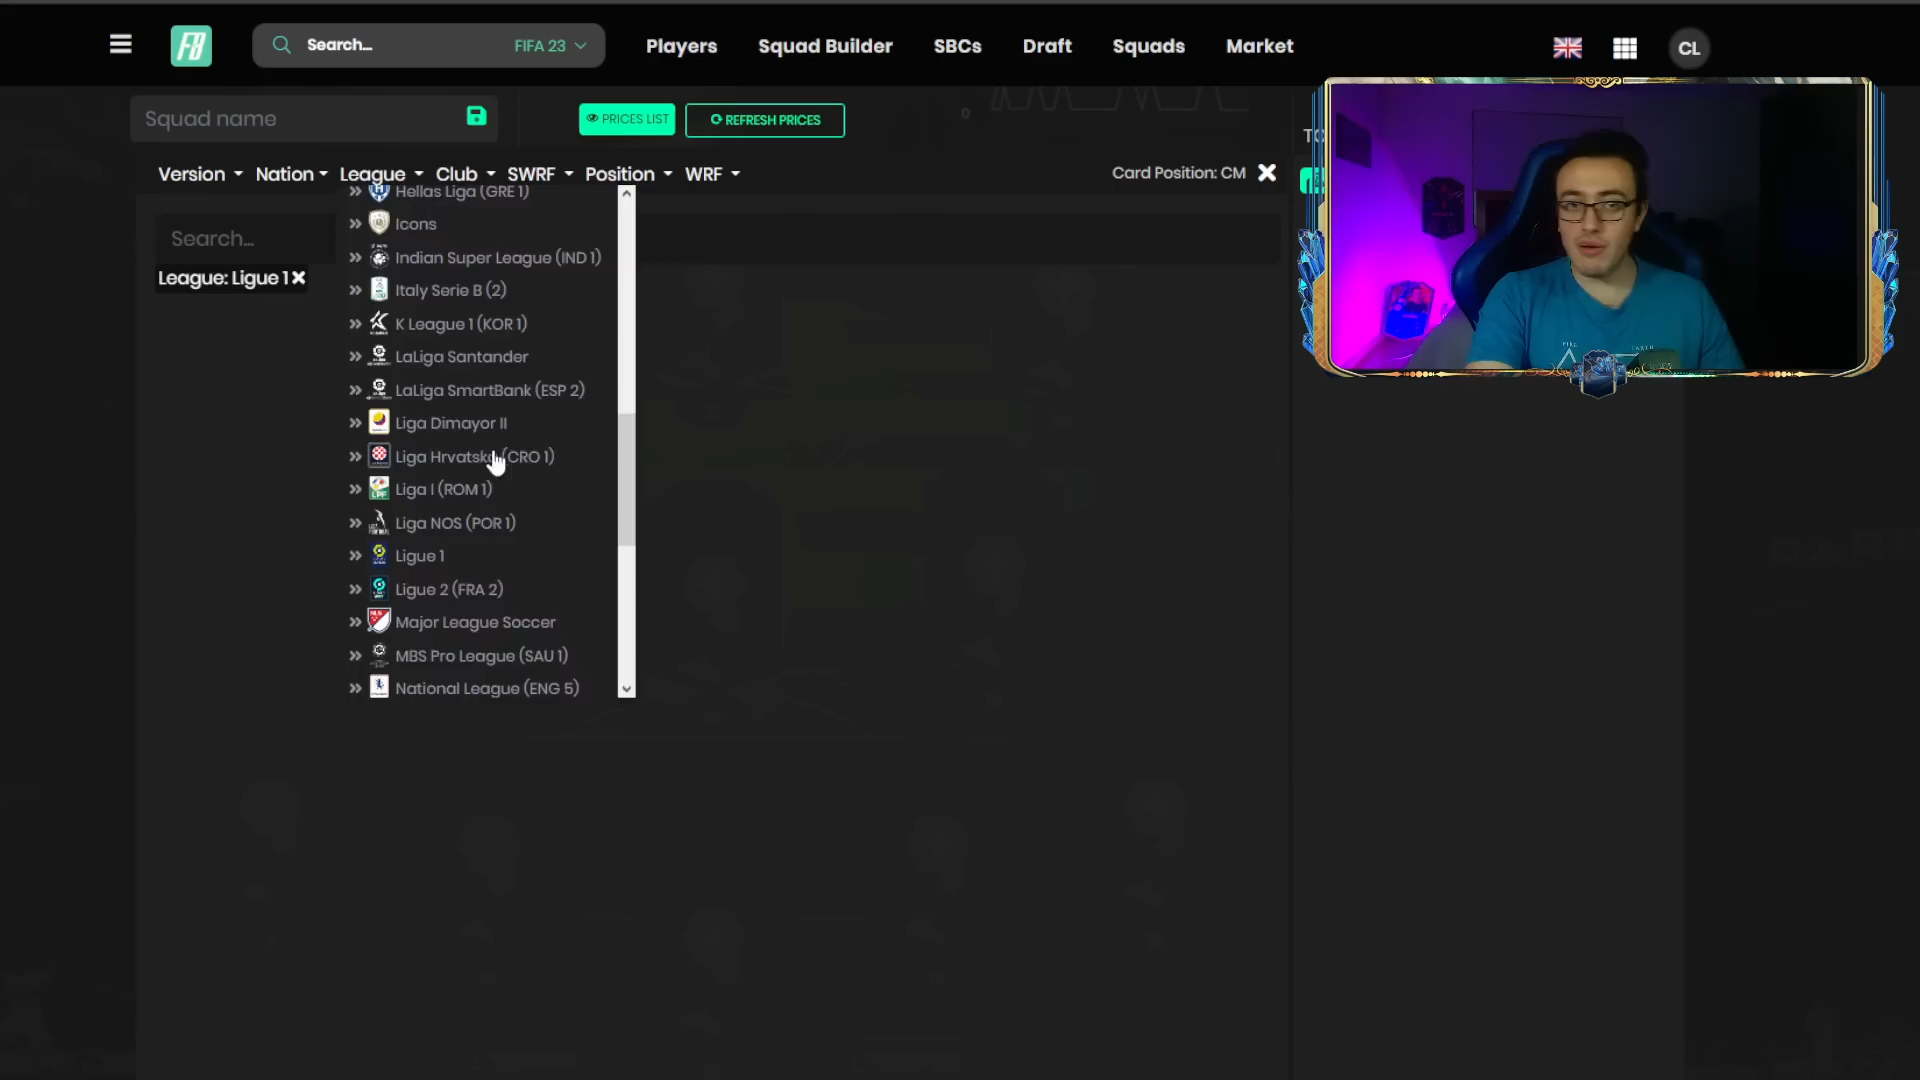 F8
Search...
FIFA 23
Players
Squad Builder
SBCs
Draft
Squads
Market
CL
Squad name
PRICES LIST
REFRESH PRICES
0
Version
Nation
League
Club
SWRF
Position
WRF
Card Position: CM
Search...
League: Ligue 1
Hellas Liga (GRE 1)
Icons
Indian Super League (IND 1)
Italy Serie B (2)
K League 1 (KOR 1)
LaLiga Santander
LaLiga SmartBank (ESP 2)
Liga Dimayor II
Liga Hrvatska (CRO 1)
Liga I (ROM 1)
Liga NOS (POR 1)
Ligue 1
Ligue 2 (FRA 2)
Major League Soccer
MBS Pro League (SAU 1)
National League (ENG 5)
FIRE
EARTH